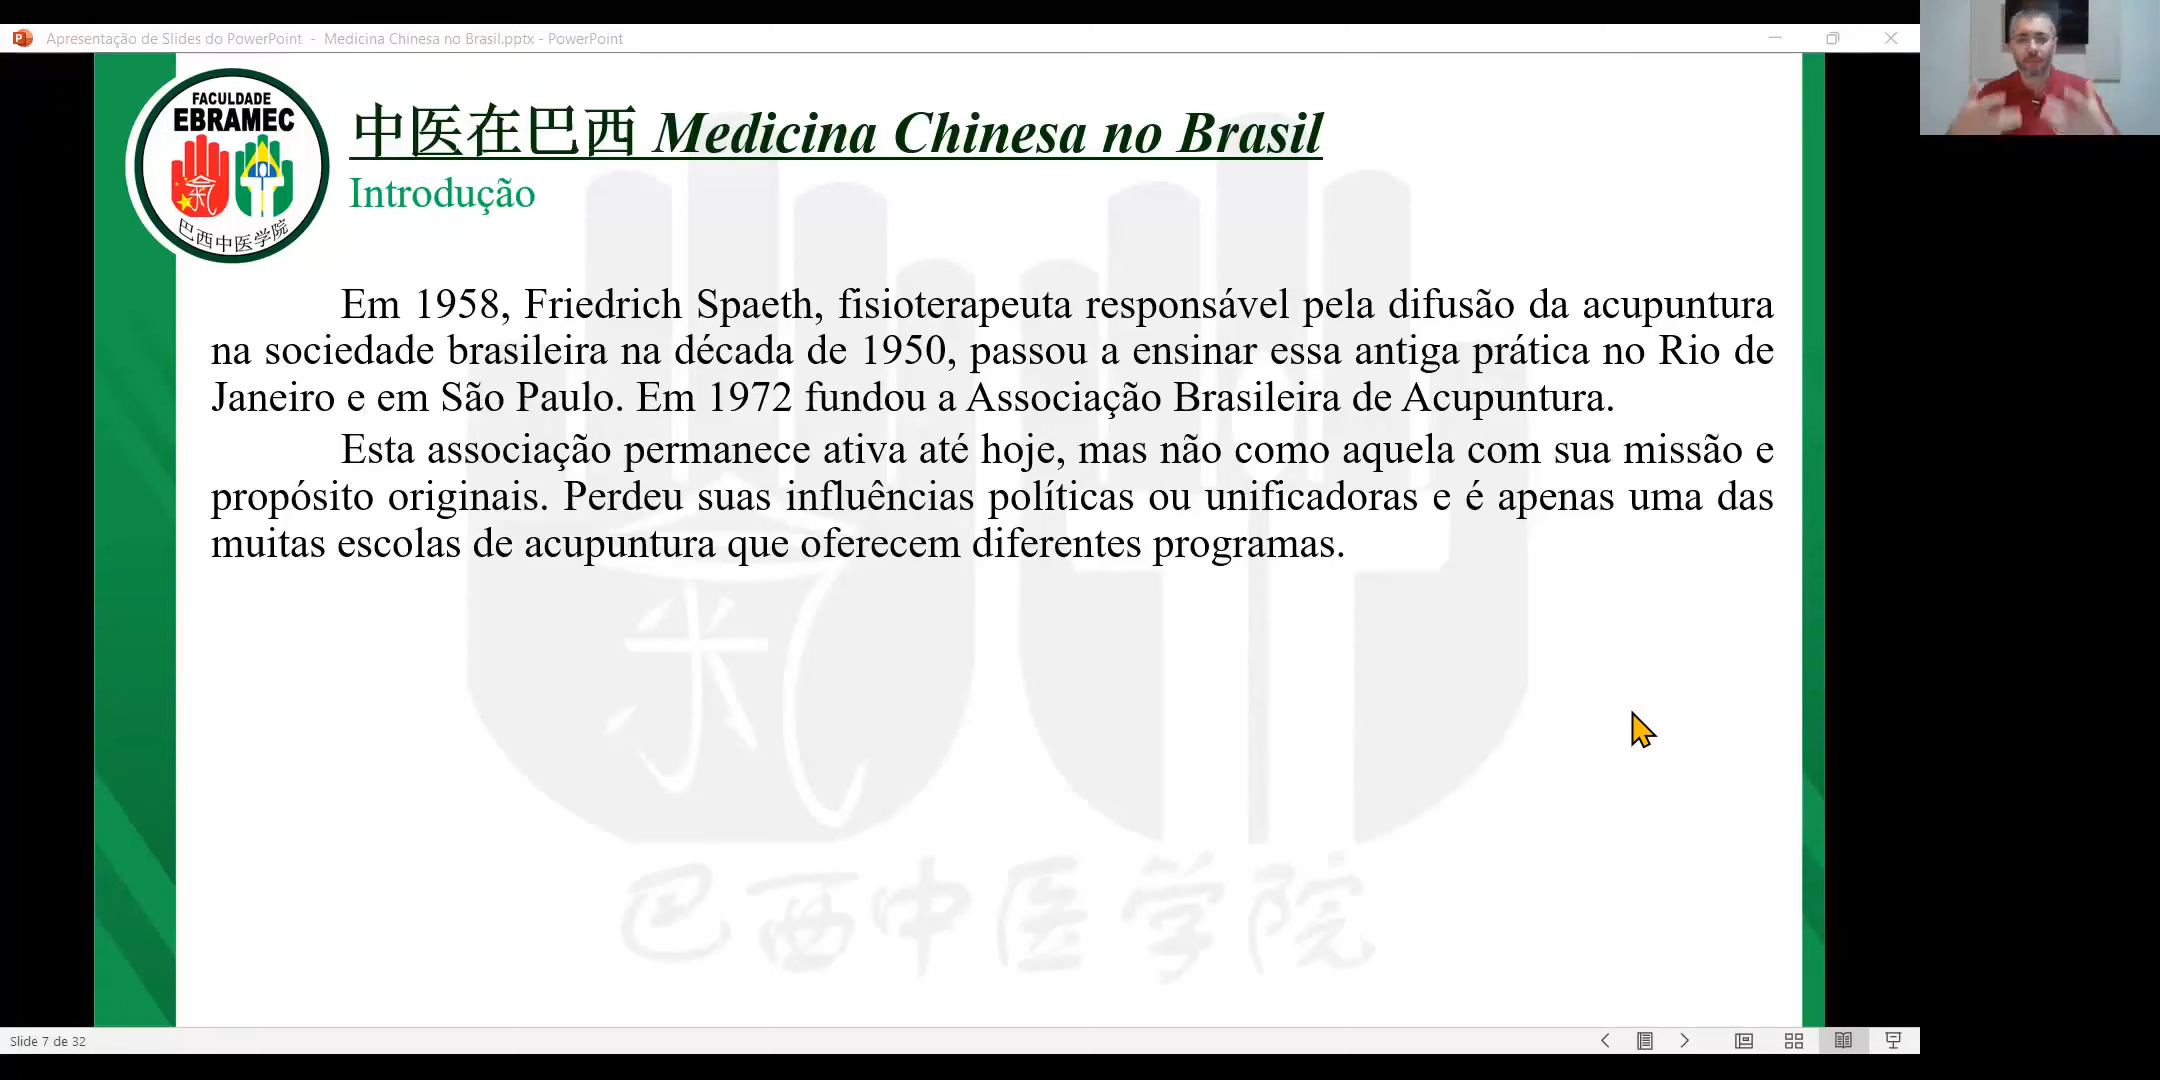 Apresentação de Slides do PowerPoint - Medicina Chinesa no Brasil.pptx - PowerPoint
FACULDADE
EBRAMEC
氣
巴西中医学院
中医在巴西 Medicina Chinesa no Brasil
Introdução
Em 1958, Friedrich Spaeth, fisioterapeuta responsável pela difusão da acupuntura
na sociedade brasileira na década de 1950, passou a ensinar essa antiga prática no Rio de
Janeiro e em São Paulo. Em 1972 fundou a Associação Brasileira de Acupuntura.
Esta associação permanece ativa até hoje, mas não como aquela com sua missão e
propósito originais. Perdeu suas influências políticas ou unificadoras e é apenas uma das
muitas escolas de acupuntura que oferecem diferentes programas.
氣
巴西中医学院
Slide 7 de 32